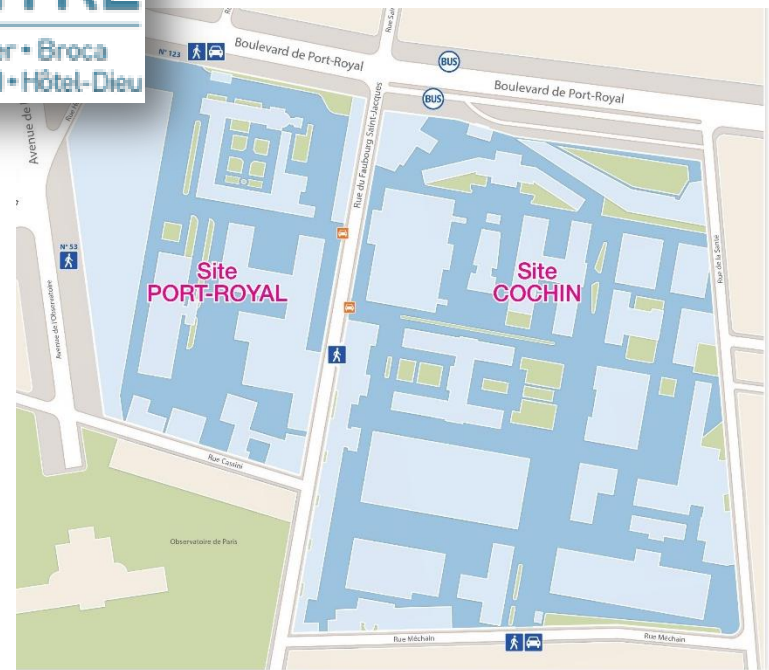 er • Broca
• Hôtel-Dieu
N° 123
Boulevard de Port-Royal
BUS
BUS
Boulevard de Port-Royal
Rue du Faubourg Saint-Jacques
Avenue de l
N° 53
Avenue de l'Observatoire
Site
PORT-ROYAL
Site
COCHIN
Rue de la Santé
Rue Cassini
Observatoire de Paris
Rue Méchain
Rue Méchain